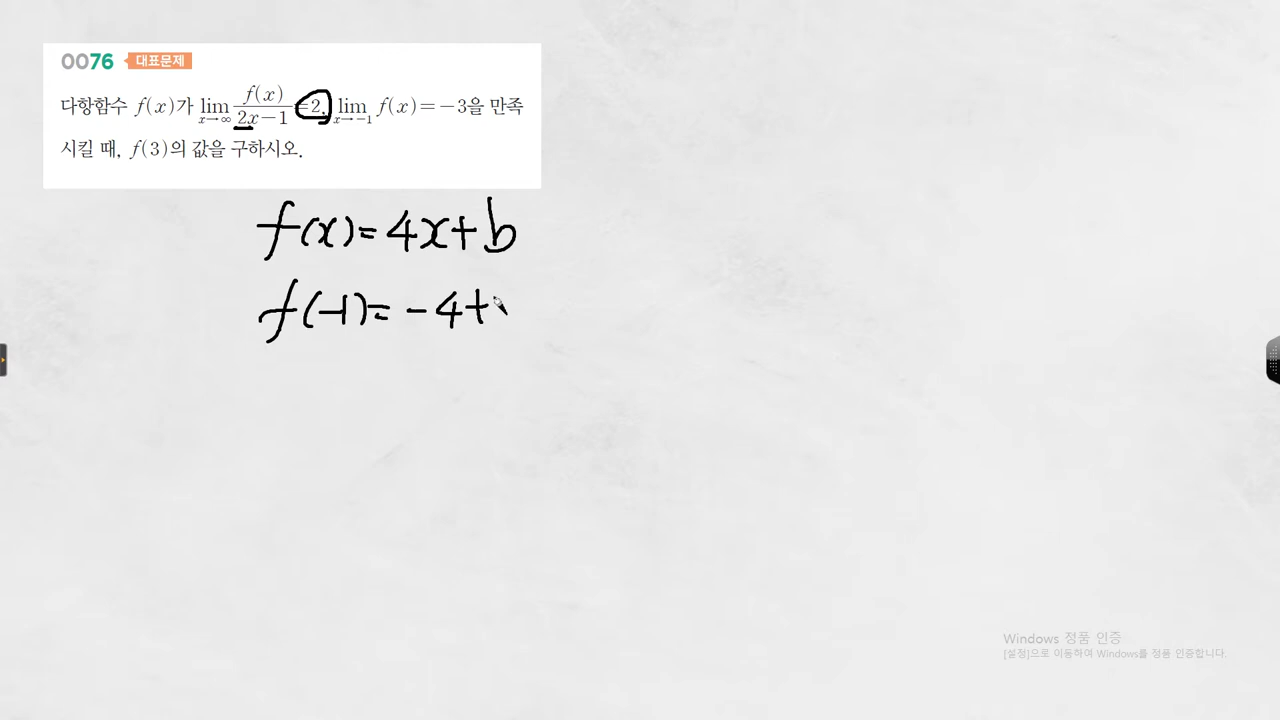 0076 대표문제
다항함수 f(x)가 lim x→∞ f(x)/2x−1 =2, lim x→−1 f(x)=−3을 만족
시킬 때, f(3)의 값을 구하시오.
f(x)=4x+b
f(-1)=-4+
Windows 정품 인증
[설정]으로 이동하여 Windows를 정품 인증합니다.